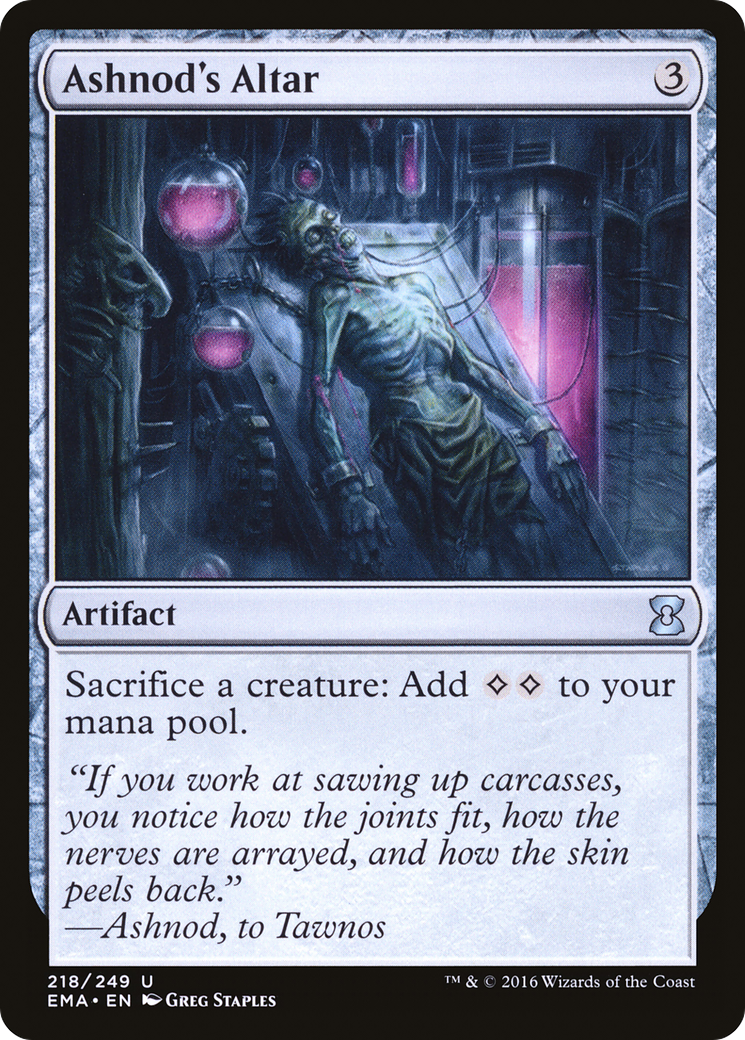 Ashnod's Altar 3
Artifact
Sacrifice a creature: Add ◇◇ to your
mana pool.
“If you work at sawing up carcasses,
you notice how the joints fit, how the
nerves are arrayed, and how the skin
peels back.”
—Ashnod, to Tawnos
218/249 U
EMA • EN Greg Staples
™ & © 2016 Wizards of the Coast